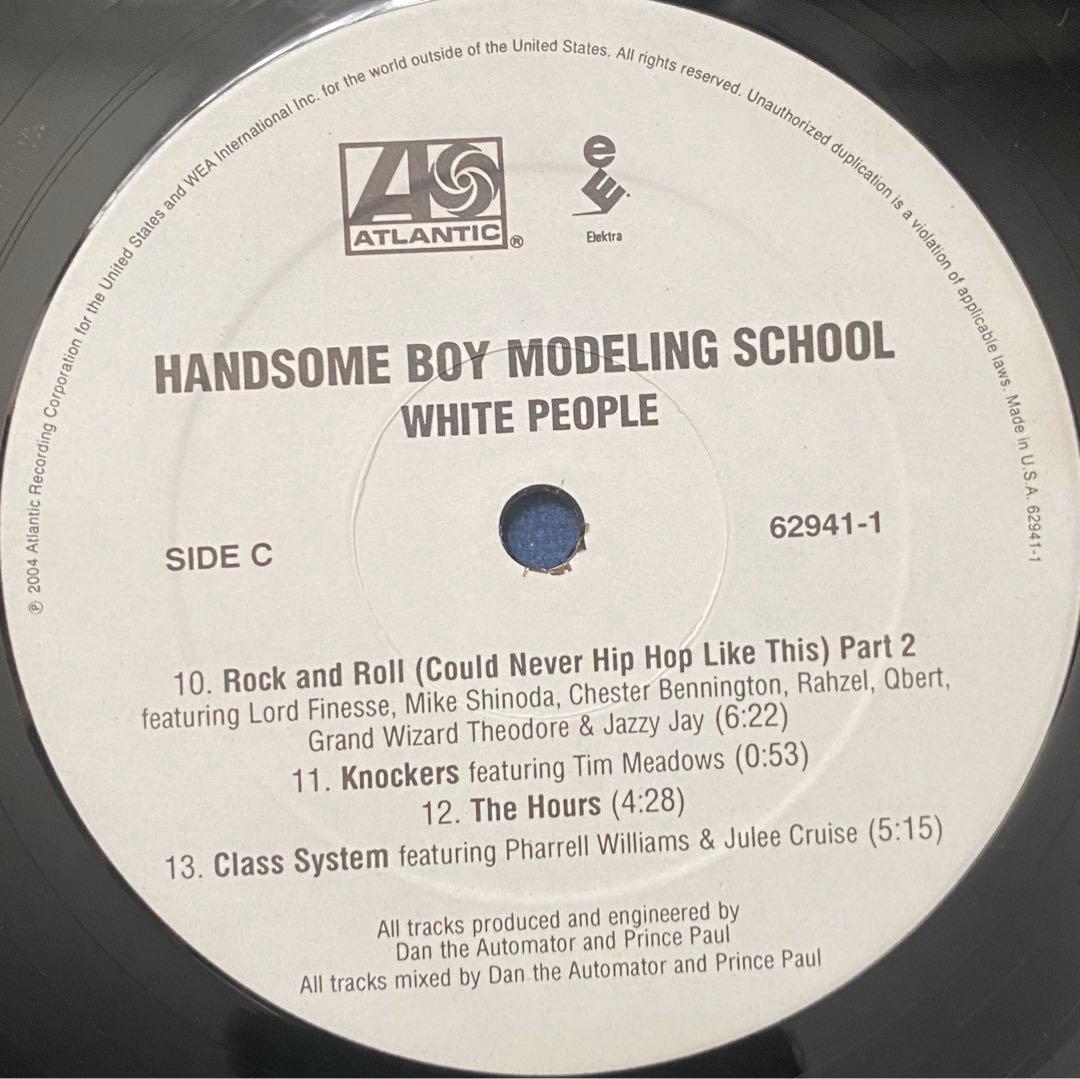 ℗ 2004 Atlantic Recording Corporation for the United States and WEA International Inc. for the world outside of the United States. All rights reserved. Unauthorized duplication is a violation of applicable laws. Made in U.S.A. 62941-1
ATLANTIC®
e
Elektra
HANDSOME BOY MODELING SCHOOL
WHITE PEOPLE
SIDE C
62941-1
10. Rock and Roll (Could Never Hip Hop Like This) Part 2
featuring Lord Finesse, Mike Shinoda, Chester Bennington, Rahzel, Qbert,
Grand Wizard Theodore & Jazzy Jay (6:22)
11. Knockers featuring Tim Meadows (0:53)
12. The Hours (4:28)
13. Class System featuring Pharrell Williams & Julee Cruise (5:15)
All tracks produced and engineered by
Dan the Automator and Prince Paul
All tracks mixed by Dan the Automator and Prince Paul